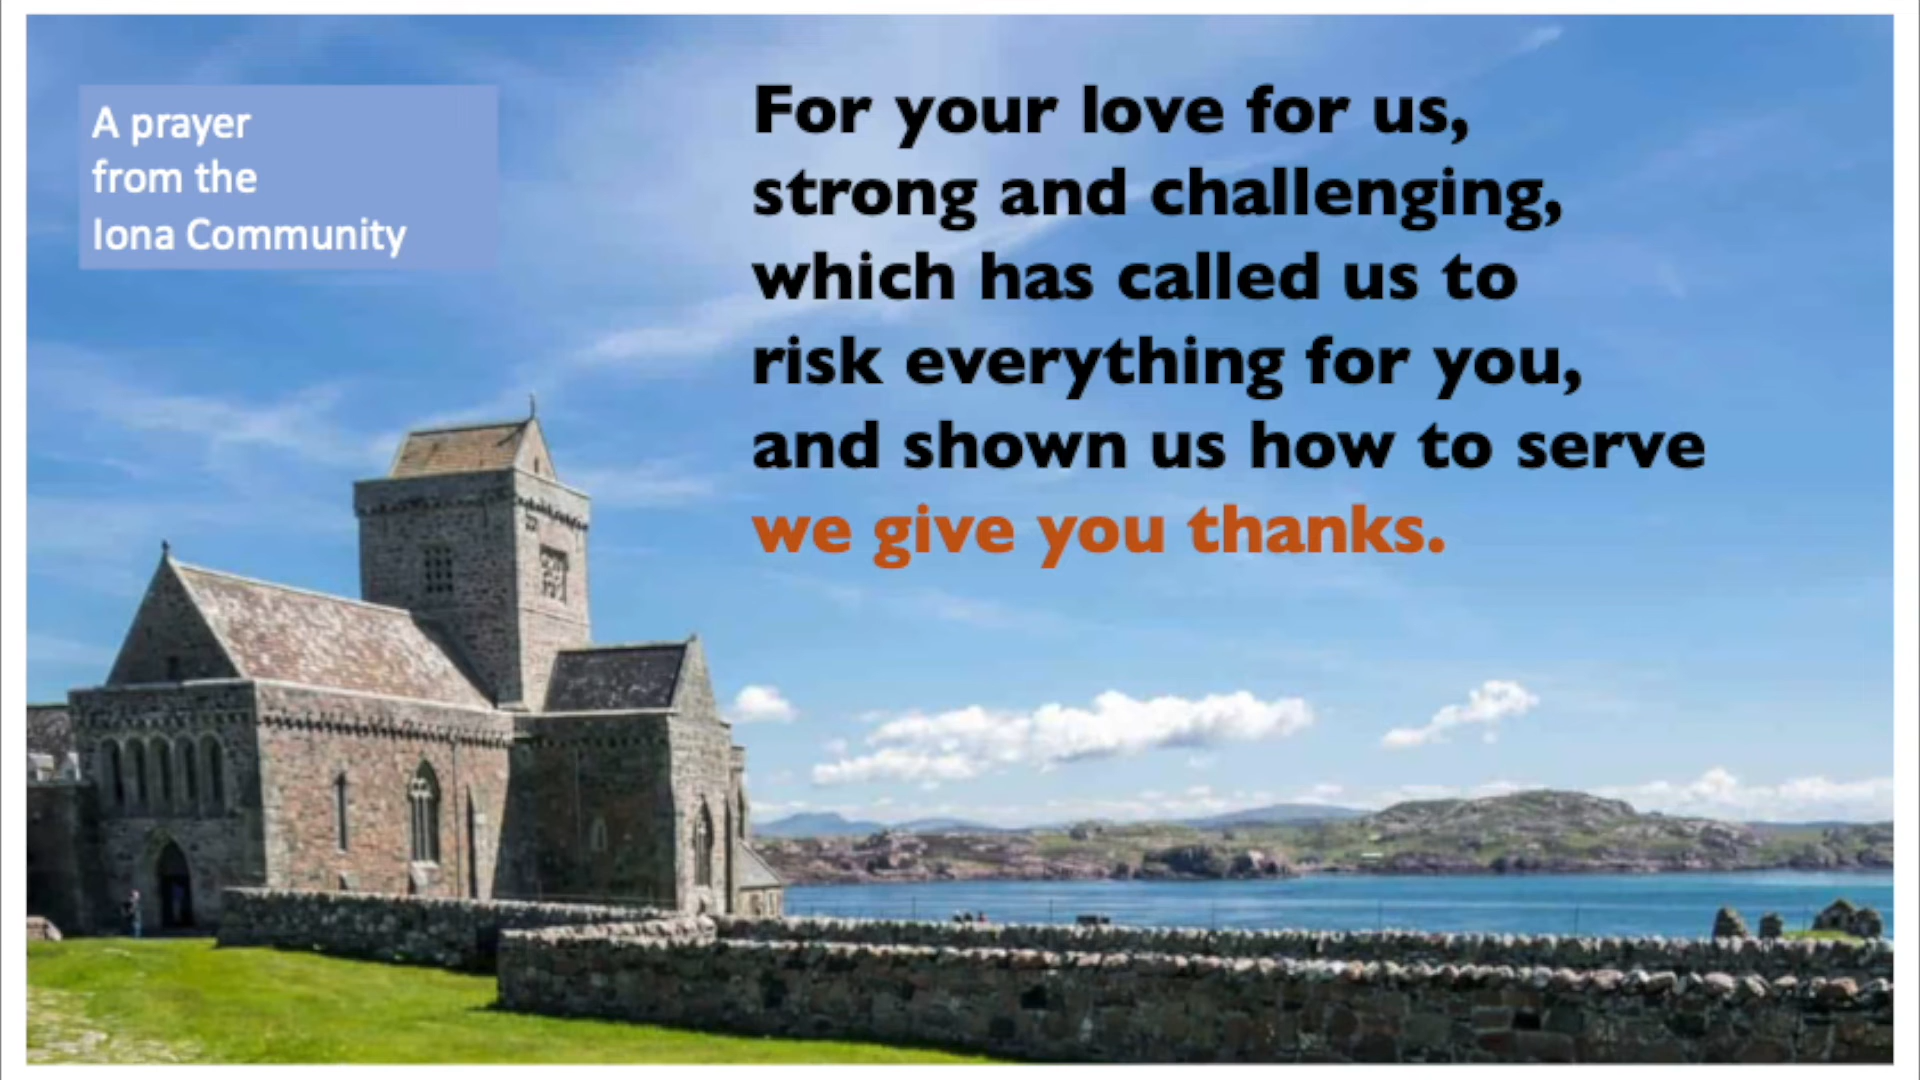 A prayer
from the
Iona Community
For your love for us,
strong and challenging,
which has called us to
risk everything for you,
and shown us how to serve
we give you thanks.